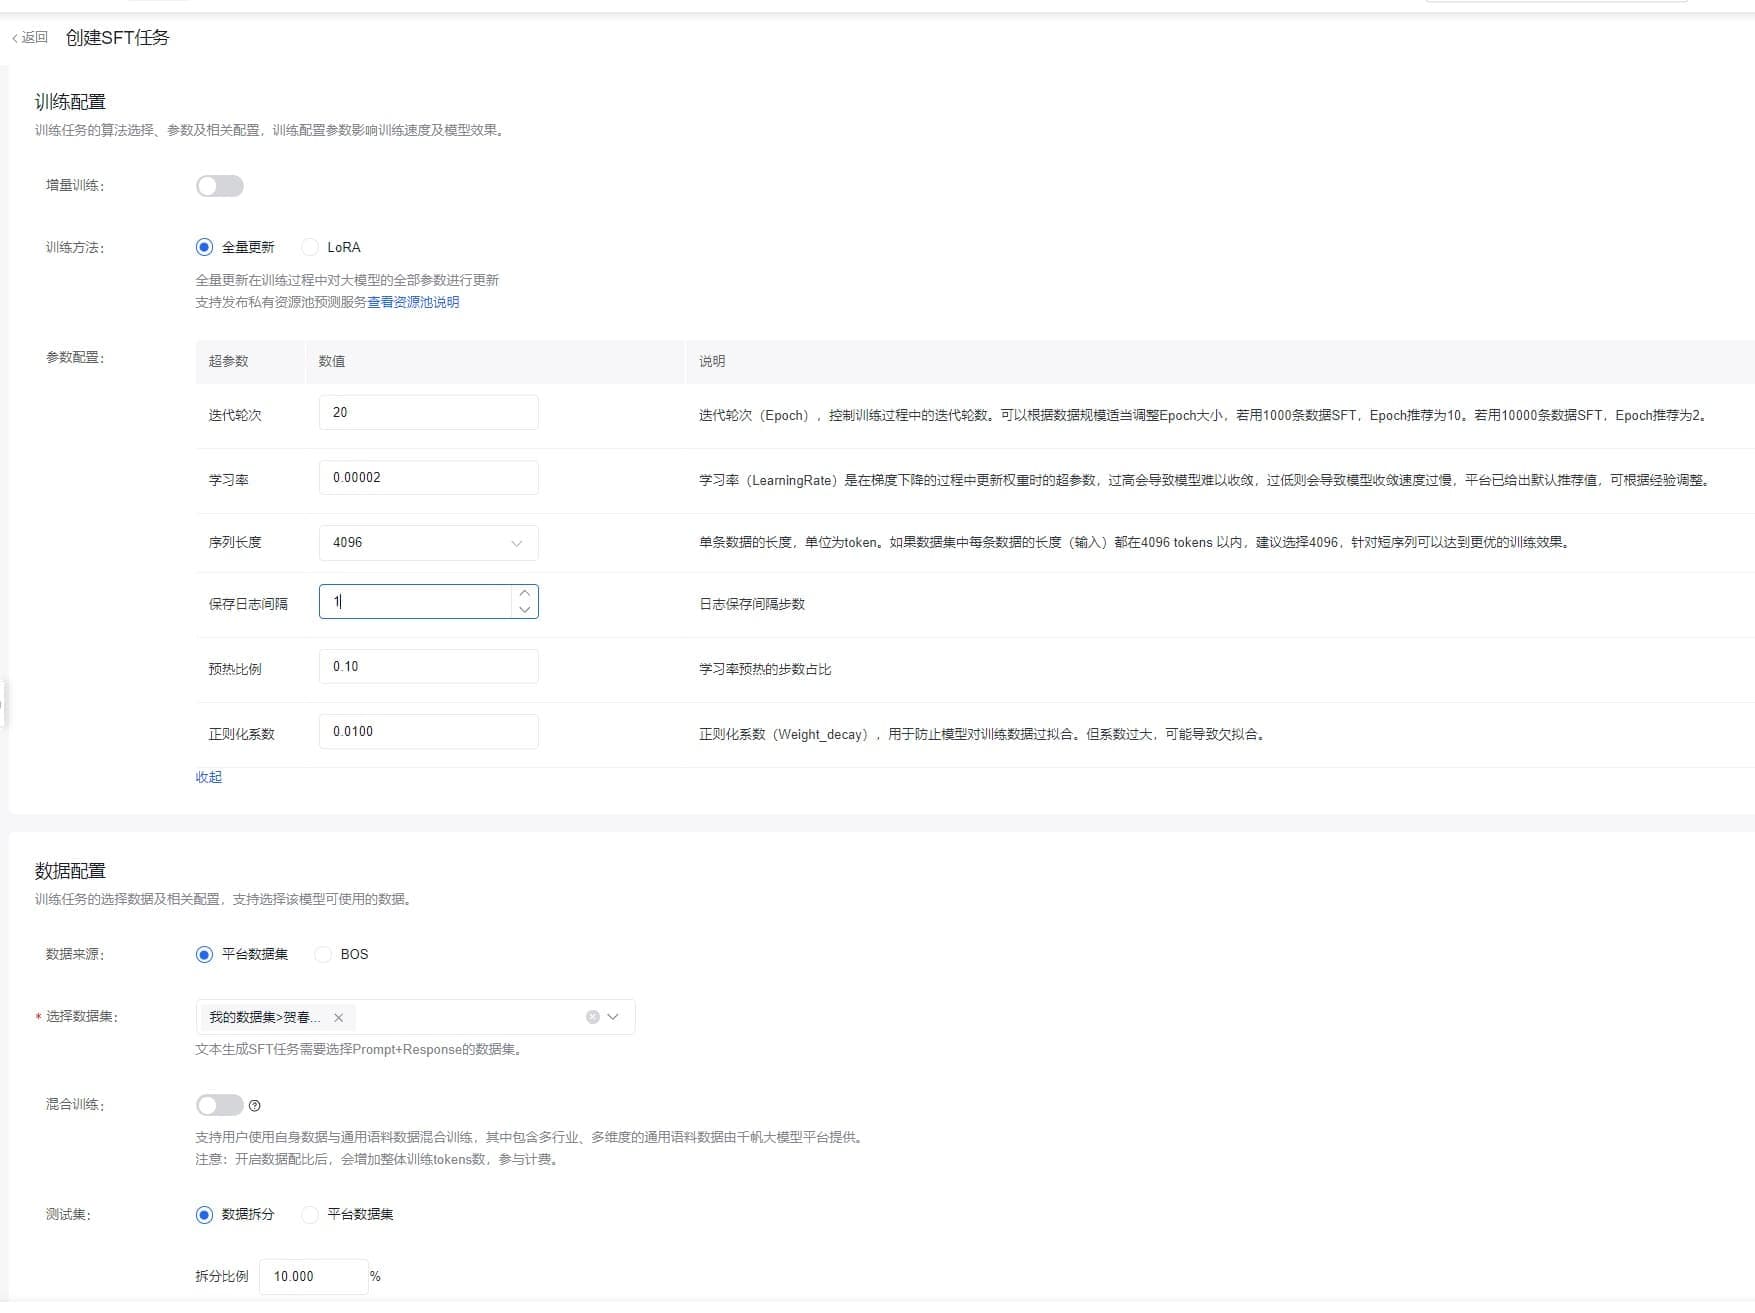 返回 创建SFT任务
训练配置
训练任务的算法选择、参数及相关配置，训练配置参数影响训练速度及模型效果。
增量训练：
训练方法： 全量更新 LoRA
全量更新在训练过程中对大模型的全部参数进行更新
支持发布私有资源池预测服务查看资源池说明
参数配置： 超参数 数值 说明
迭代轮次 20 迭代轮次（Epoch），控制训练过程中的迭代轮数。可以根据数据规模适当调整Epoch大小，若用1000条数据SFT，Epoch推荐为10。若用10000条数据SFT，Epoch推荐为2。
学习率 0.00002 学习率（LearningRate）是在梯度下降的过程中更新权重时的超参数，过高会导致模型难以收敛，过低则会导致模型收敛速度过慢，平台已给出默认推荐值，可根据经验调整。
序列长度 4096 单条数据的长度，单位为token。如果数据集中每条数据的长度（输入）都在4096 tokens 以内，建议选择4096，针对短序列可以达到更优的训练效果。
保存日志间隔 1 日志保存间隔步数
预热比例 0.10 学习率预热的步数占比
正则化系数 0.0100 正则化系数（Weight_decay），用于防止模型对训练数据过拟合。但系数过大，可能导致欠拟合。
收起
数据配置
训练任务的选择数据及相关配置，支持选择该模型可使用的数据。
数据来源： 平台数据集 BOS
* 选择数据集： 我的数据集>贺春...
文本生成SFT任务需要选择Prompt+Response的数据集。
混合训练：
支持用户使用自身数据与通用语料数据混合训练，其中包含多行业、多维度的通用语料数据由千帆大模型平台提供。
注意：开启数据配比后，会增加整体训练tokens数，参与计费。
测试集： 数据拆分 平台数据集
拆分比例 10.000 %